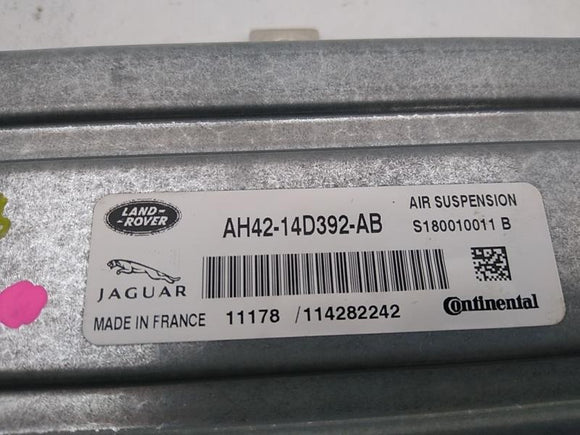 LAND-
-ROVER
AH42-14D392-AB
AIR SUSPENSION
S180010011 B
JAGUAR
MADE IN FRANCE
11178 /114282242
Continental